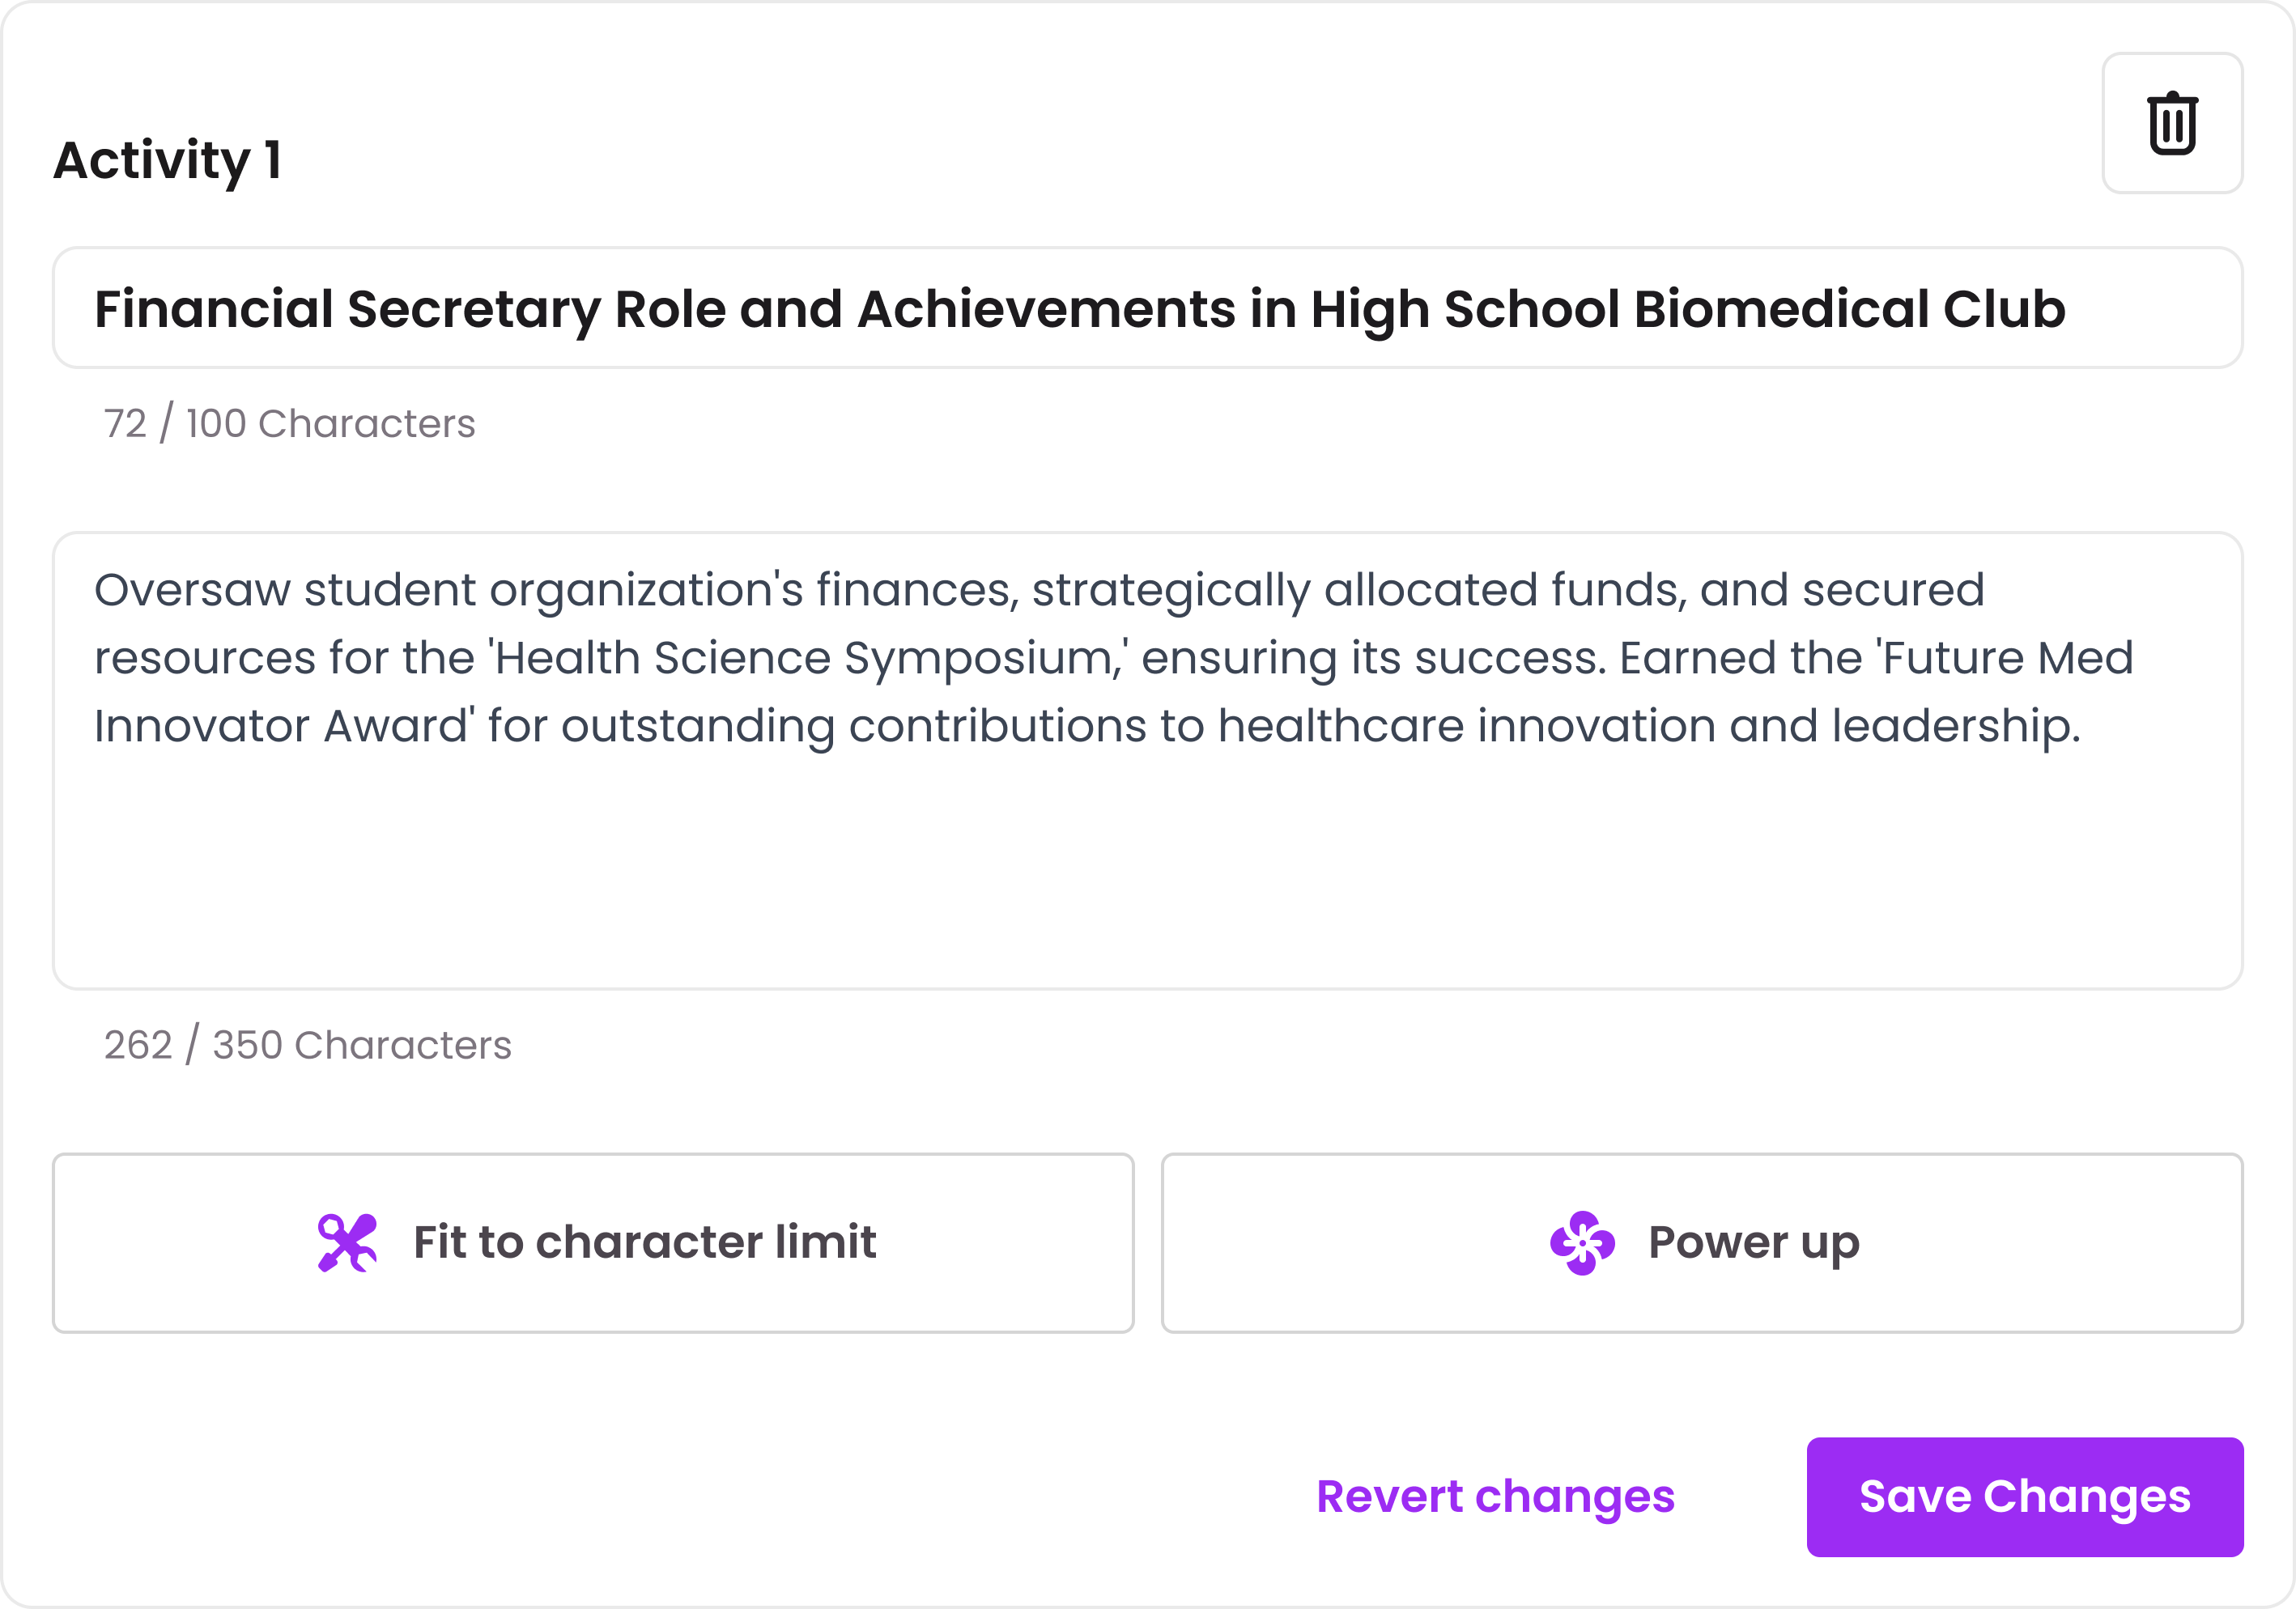 Activity 1
Financial Secretary Role and Achievements in High School Biomedical Club
72 / 100 Characters
Oversaw student organization's finances, strategically allocated funds, and secured
resources for the 'Health Science Symposium,' ensuring its success. Earned the 'Future Med
Innovator Award' for outstanding contributions to healthcare innovation and leadership.
262 / 350 Characters
Fit to character limit
Power up
Revert changes
Save Changes